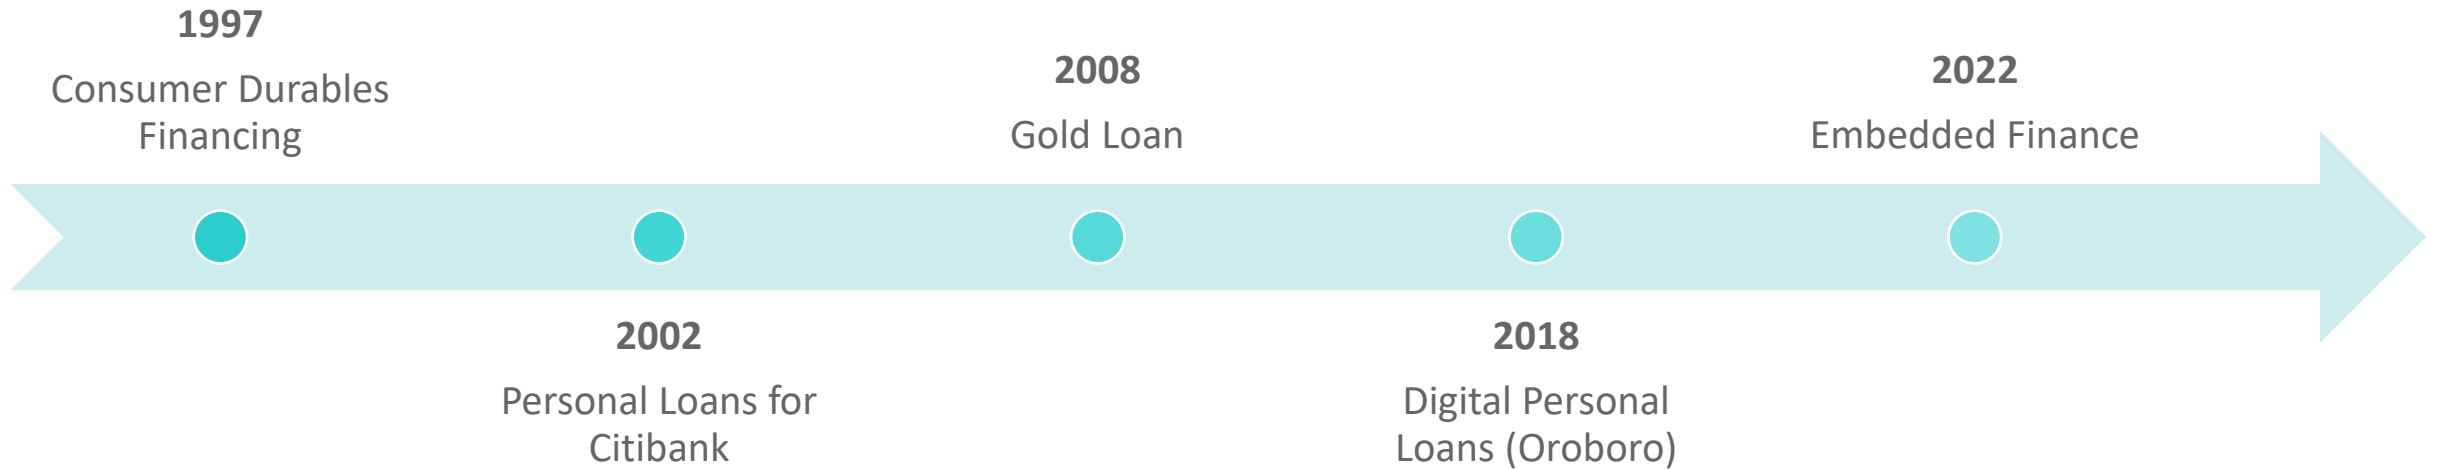 1997
Consumer Durables
Financing
2002
Personal Loans for
Citibank
2008
Gold Loan
2018
Digital Personal
Loans (Oroboro)
2022
Embedded Finance